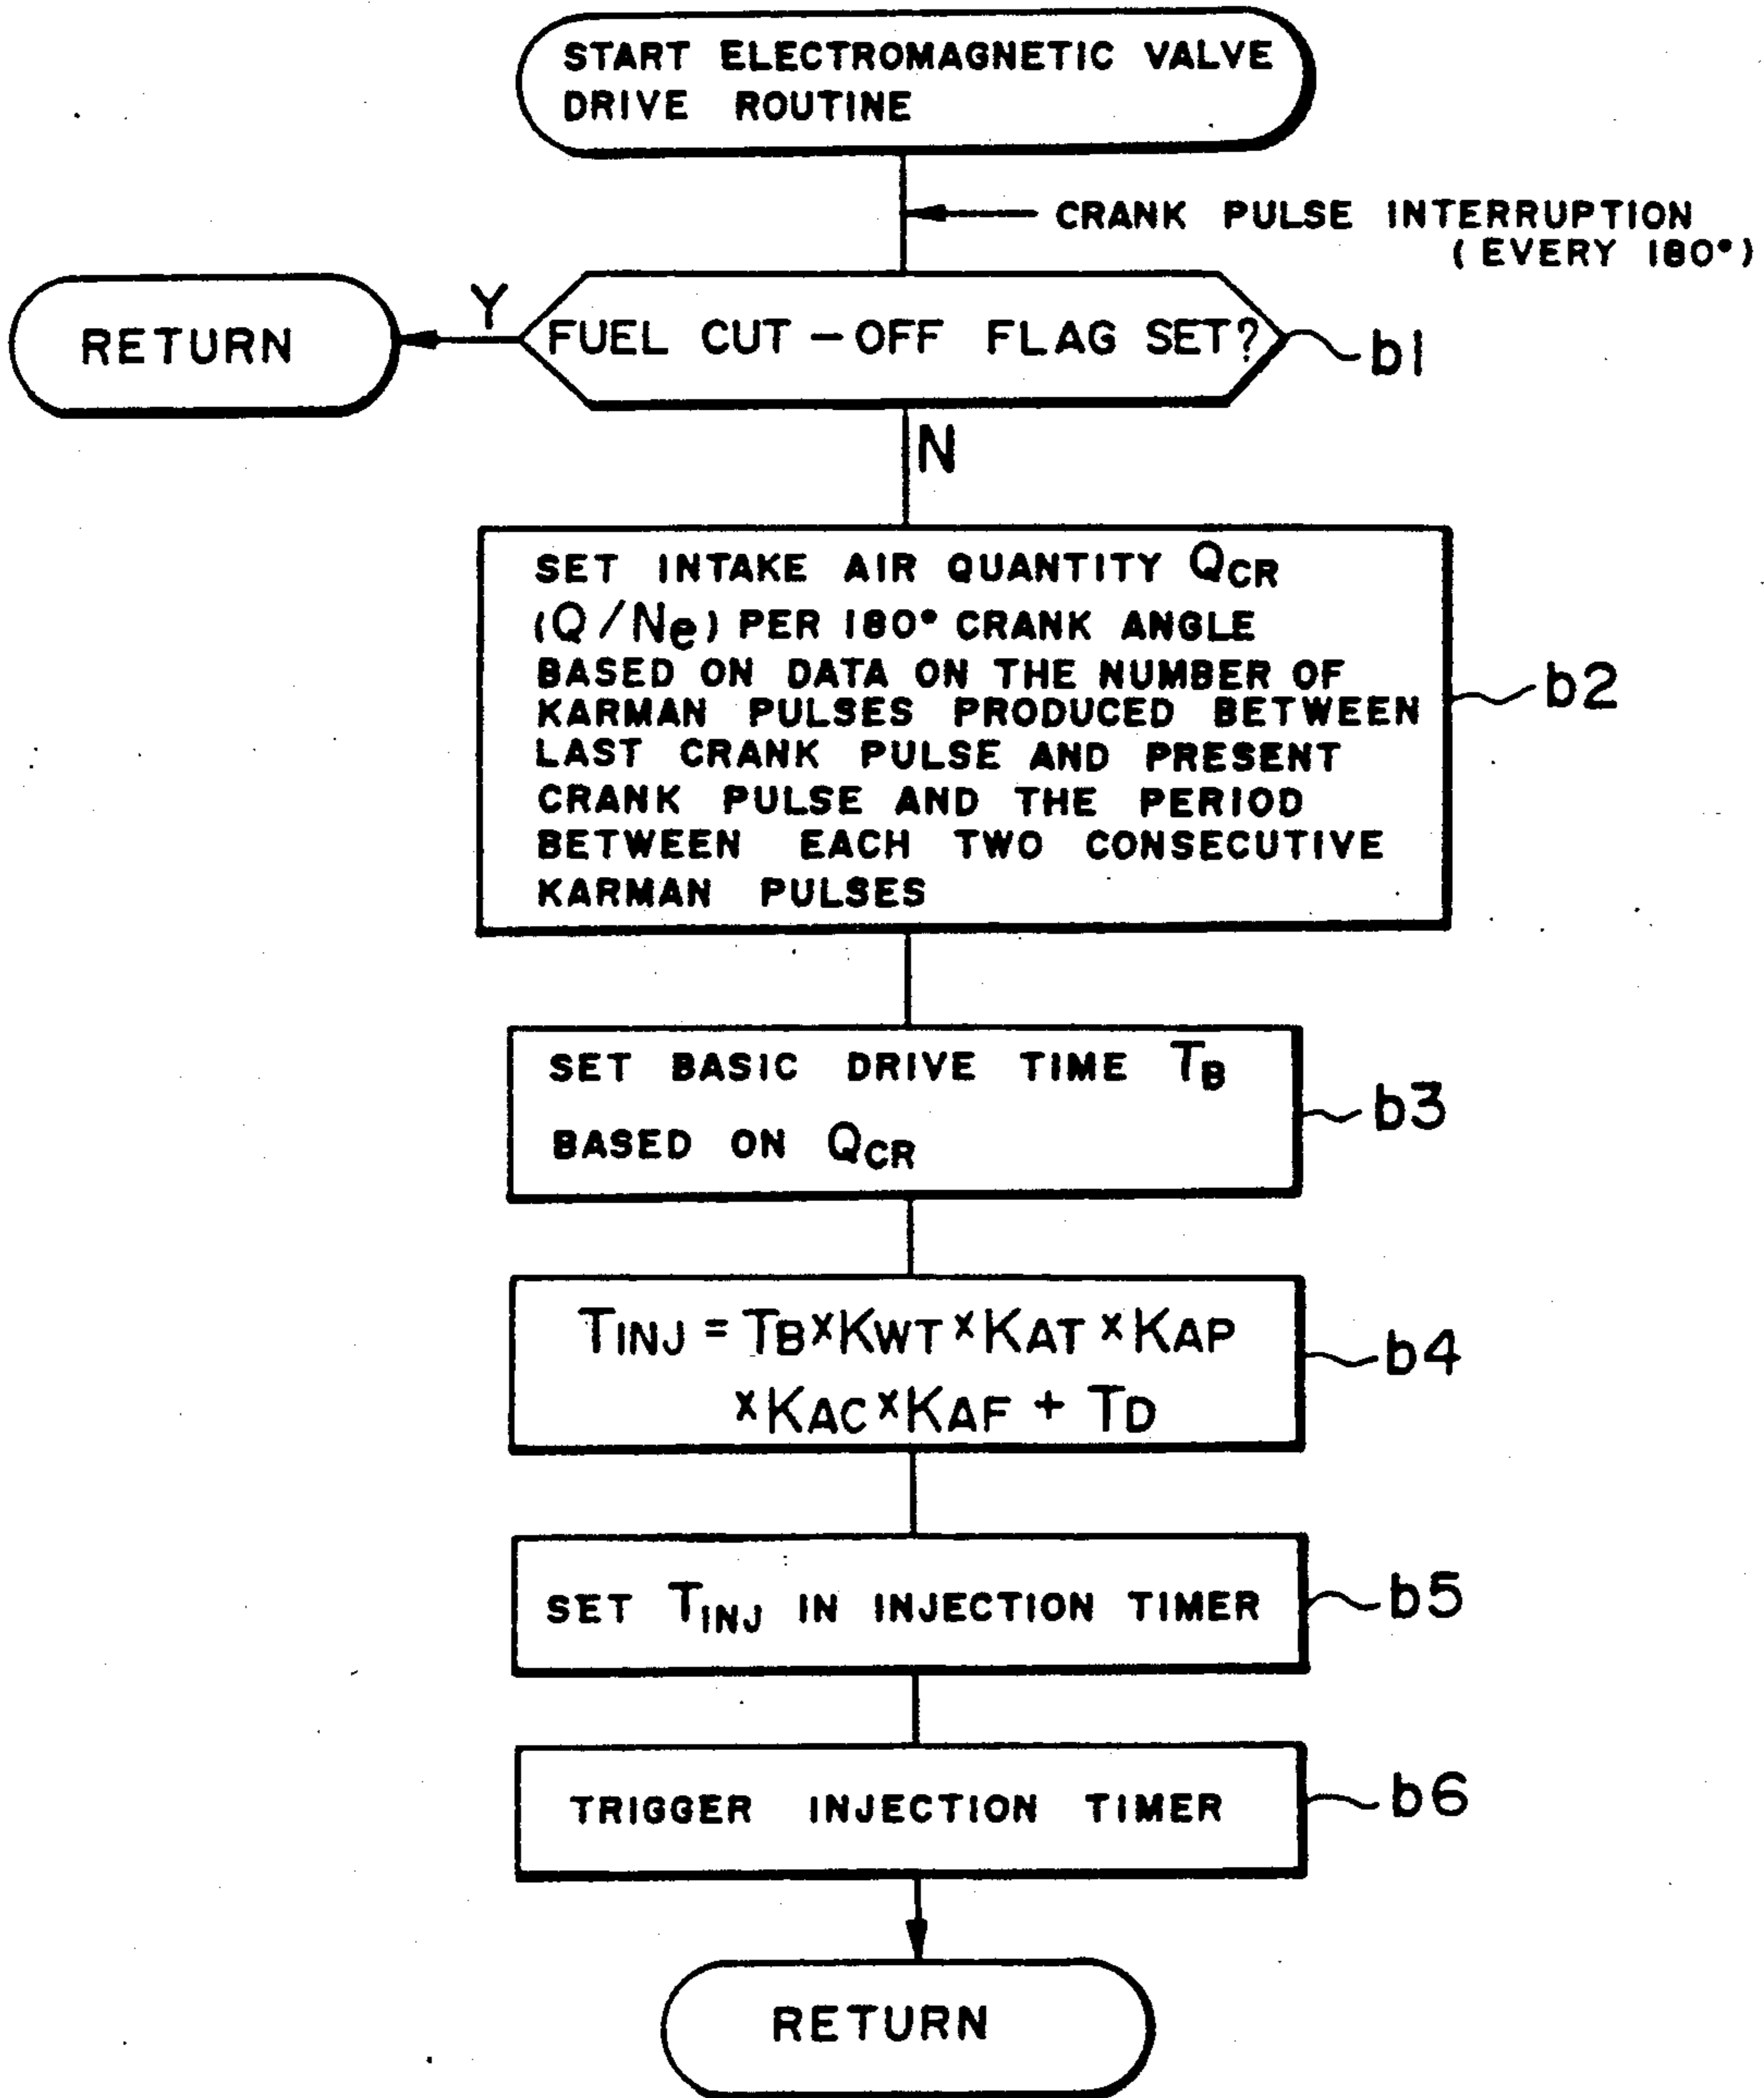 START ELECTROMAGNETIC VALVE
DRIVE ROUTINE
CRANK PULSE INTERRUPTION
(EVERY 180°)
RETURN
Y
FUEL CUT-OFF FLAG SET?
b1
N
SET INTAKE AIR QUANTITY QCR
(Q/Ne) PER 180° CRANK ANGLE
BASED ON DATA ON THE NUMBER OF
KARMAN PULSES PRODUCED BETWEEN
LAST CRANK PULSE AND PRESENT
CRANK PULSE AND THE PERIOD
BETWEEN EACH TWO CONSECUTIVE
KARMAN PULSES
b2
SET BASIC DRIVE TIME TB
BASED ON QCR
b3
TINJ = TB×KWT×KAT×KAP
×KAC×KAF + TD
b4
SET TINJ IN INJECTION TIMER
b5
TRIGGER INJECTION TIMER
b6
RETURN